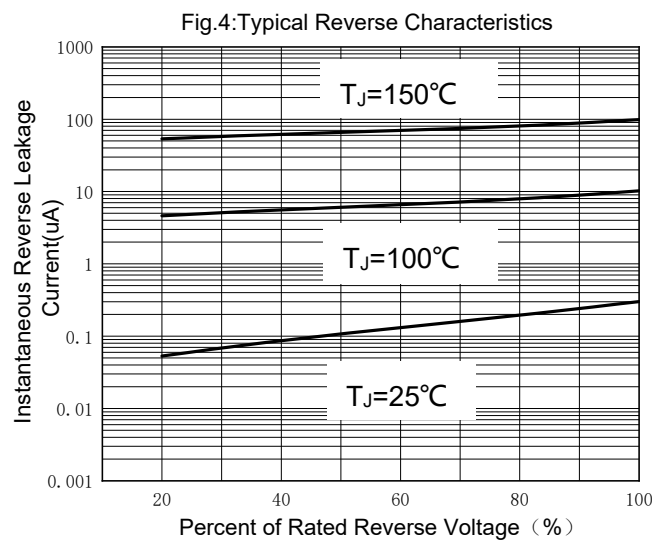 Fig.4:Typical Reverse Characteristics
Instantaneous Reverse Leakage
Current(uA)
1000
100
10
1
0.1
0.01
0.001
TJ=150℃
TJ=100℃
TJ=25℃
20
40
60
80
100
Percent of Rated Reverse Voltage（%）